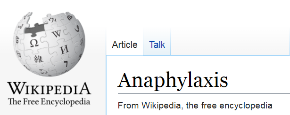 Article Talk
WIKIPEDIA
The Free Encyclopedia
Anaphylaxis
From Wikipedia, the free encyclopedia